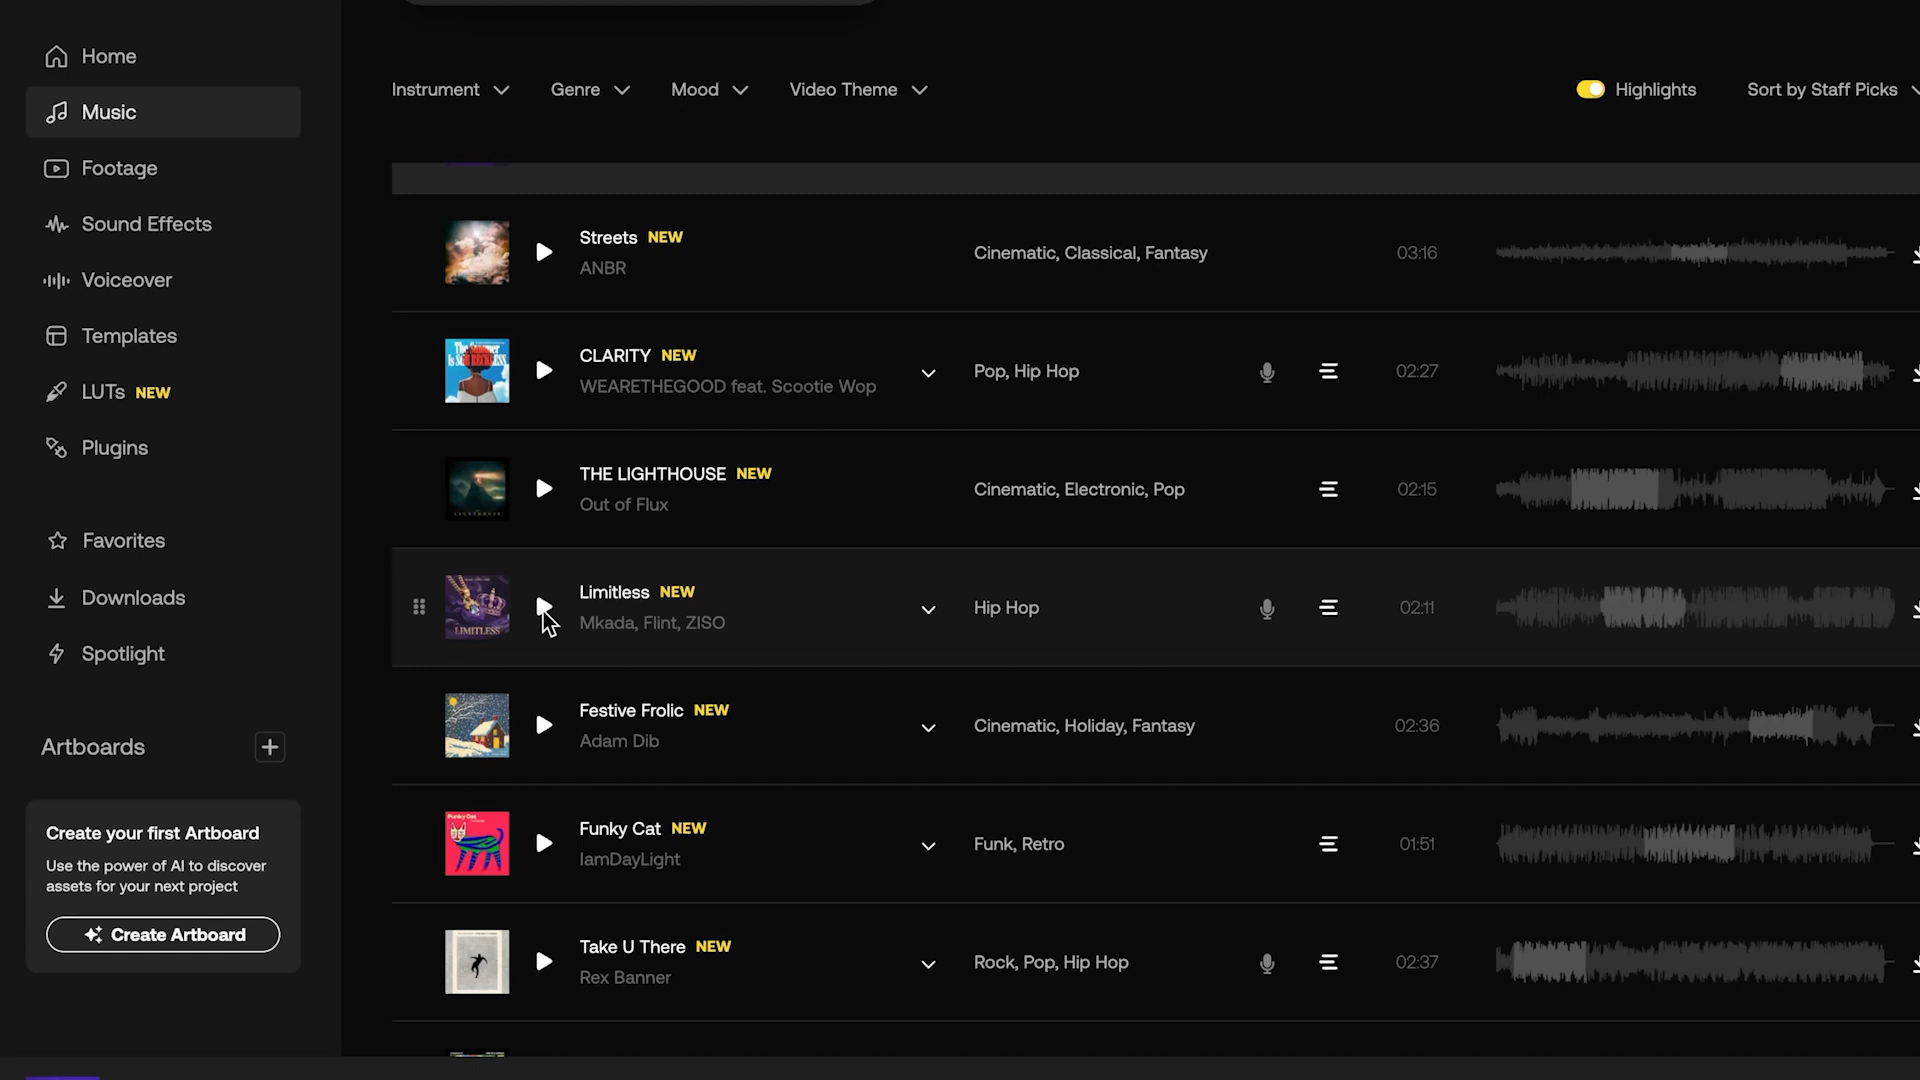 Home
Music
Footage
Sound Effects
Voiceover
Templates
LUTs NEW
Plugins
Favorites
Downloads
Spotlight
Artboards
Create your first Artboard
Use the power of AI to discover
assets for your next project
Create Artboard
Instrument Genre Mood Video Theme Highlights Sort by Staff Picks
Streets NEW
ANBR
Cinematic, Classical, Fantasy
03:16
CLARITY NEW
WEARETHEGOOD feat. Scootie Wop
Pop, Hip Hop
02:27
THE LIGHTHOUSE NEW
Out of Flux
Cinematic, Electronic, Pop
02:15
LIMITLESS
Limitless NEW
Mkada, Flint, ZISO
Hip Hop
02:11
Festive Frolic NEW
Adam Dib
Cinematic, Holiday, Fantasy
02:36
Funky Cat
Funky Cat NEW
IamDayLight
Funk, Retro
01:51
Take U There NEW
Rex Banner
Rock, Pop, Hip Hop
02:37